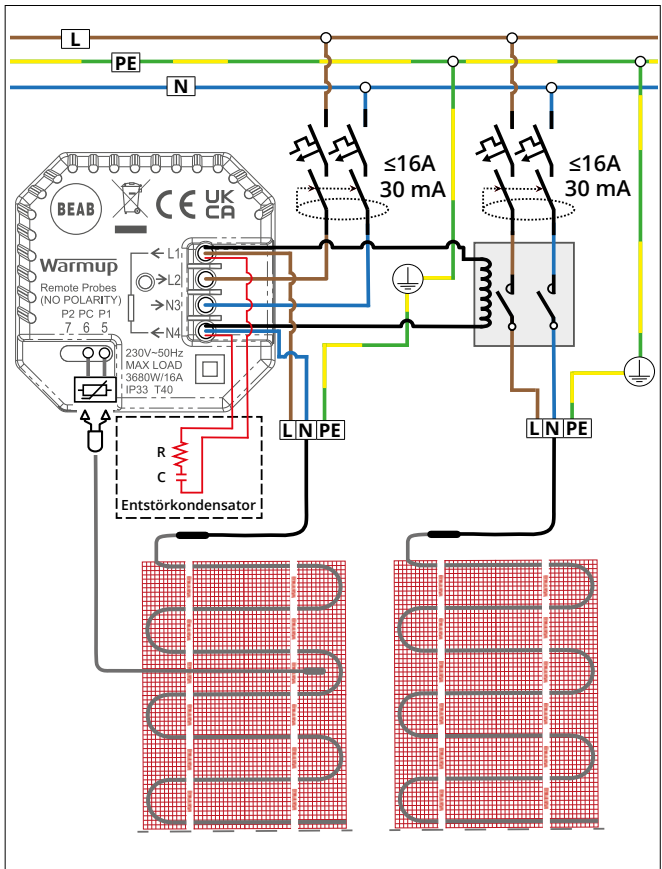 L
PE
N
≤16A
30 mA
≤16A
30 mA
BEAB
CE UK
CA
Warmup
Remote Probes
(NO POLARITY)
P2 PC P1
7 6 5
L1
L2
N3
N4
230V~50Hz
MAX LOAD
3680W/16A
IP33 T40
R
C
Entstörkondensator
L N PE
L N PE